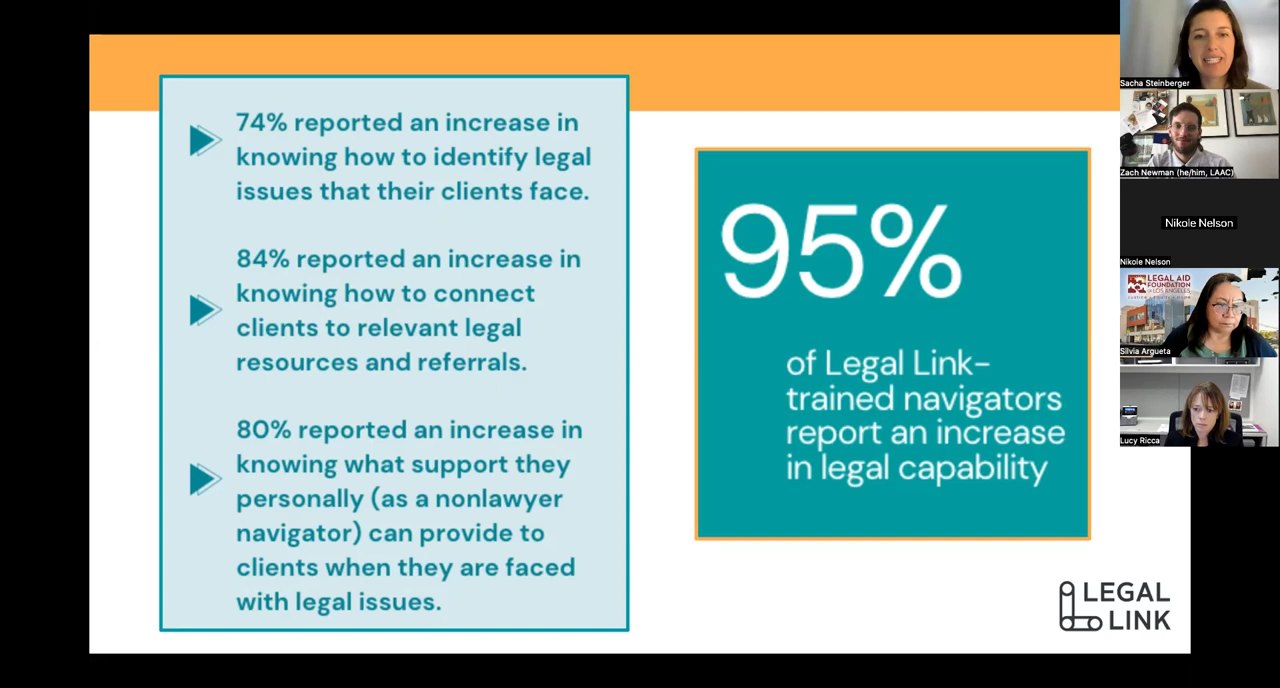 74% reported an increase in
knowing how to identify legal
issues that their clients face.
84% reported an increase in
knowing how to connect
clients to relevant legal
resources and referrals.
80% reported an increase in
knowing what support they
personally (as a nonlawyer
navigator) can provide to
clients when they are faced
with legal issues.
95%
of Legal Link-
trained navigators
report an increase
in legal capability
LEGAL
LINK
Sacha Steinberger
Zach Newman (he/him, LAAC)
Nikole Nelson
Nikole Nelson
LEGAL AID
FOUNDATION
OF LOS ANGELES
Silvia Argueta
Lucy Ricca